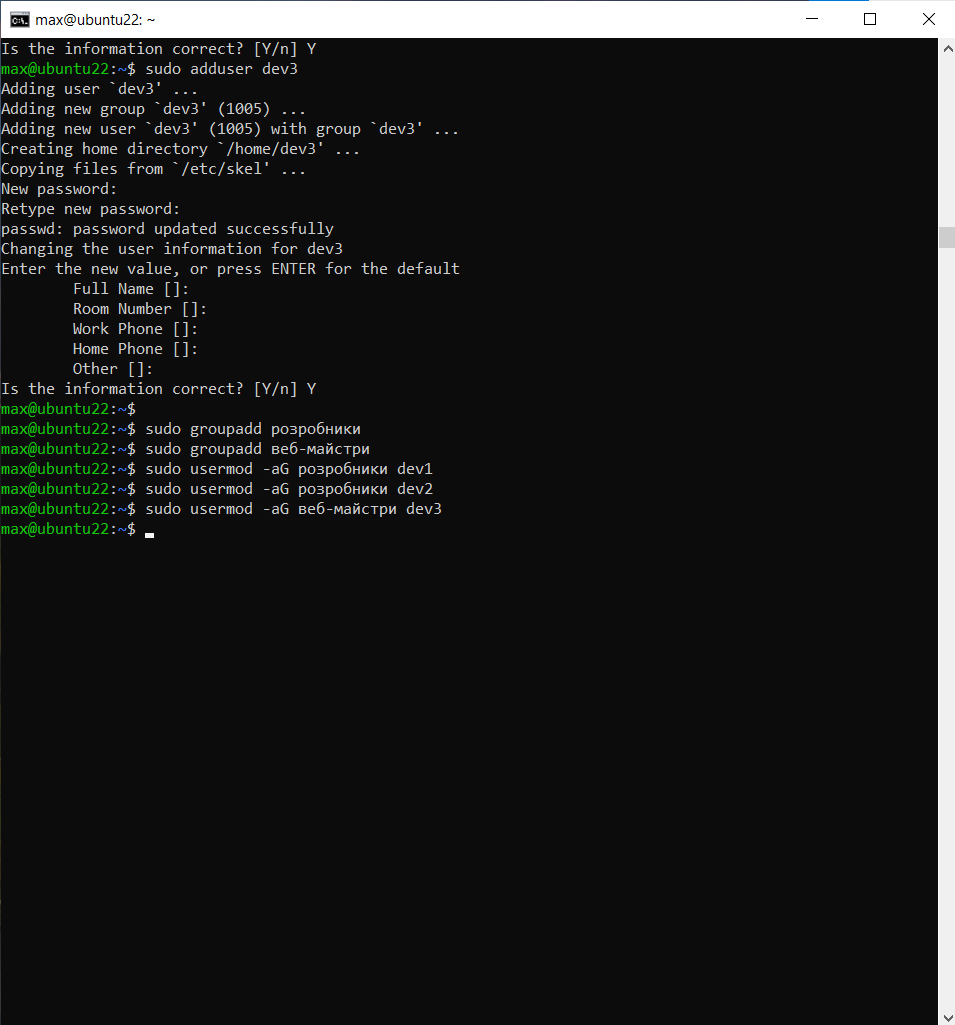 max@ubuntu22: ~
Is the information correct? [Y/n] Y
max@ubuntu22:~$ sudo adduser dev3
Adding user `dev3' ...
Adding new group `dev3' (1005) ...
Adding new user `dev3' (1005) with group `dev3' ...
Creating home directory `/home/dev3' ...
Copying files from `/etc/skel' ...
New password:
Retype new password:
passwd: password updated successfully
Changing the user information for dev3
Enter the new value, or press ENTER for the default
        Full Name []:
        Room Number []:
        Work Phone []:
        Home Phone []:
        Other []:
Is the information correct? [Y/n] Y
max@ubuntu22:~$
max@ubuntu22:~$ sudo groupadd розробники
max@ubuntu22:~$ sudo groupadd веб-майстри
max@ubuntu22:~$ sudo usermod -aG розробники dev1
max@ubuntu22:~$ sudo usermod -aG розробники dev2
max@ubuntu22:~$ sudo usermod -aG веб-майстри dev3
max@ubuntu22:~$